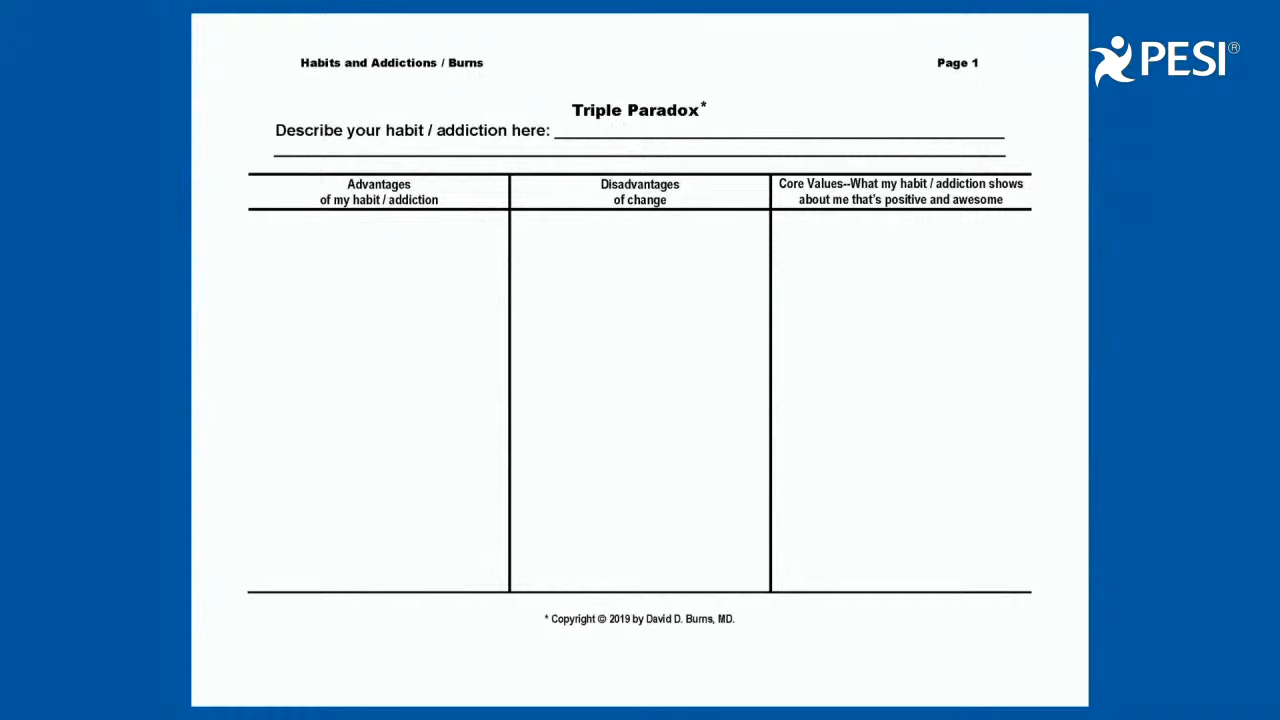 Habits and Addictions / Burns
Page 1
PESI®
Triple Paradox*
Describe your habit / addiction here:
Advantages
of my habit / addiction
Disadvantages
of change
Core Values--What my habit / addiction shows
about me that's positive and awesome
* Copyright © 2019 by David D. Burns, MD.